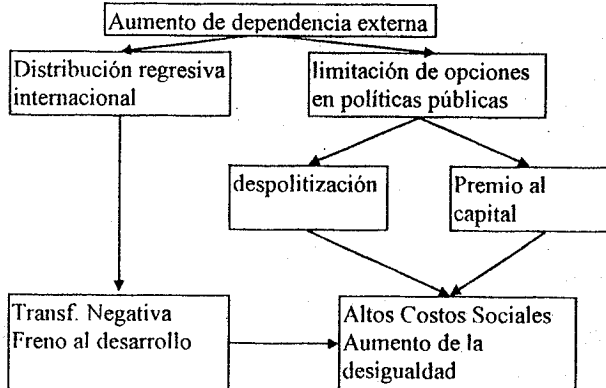 Aumento de dependencia externa
Distribución regresiva
internacional
limitación de opciones
en políticas públicas
despolitización
Premio al
capital
Transf. Negativa
Freno al desarrollo
Altos Costos Sociales
Aumento de la
desigualdad